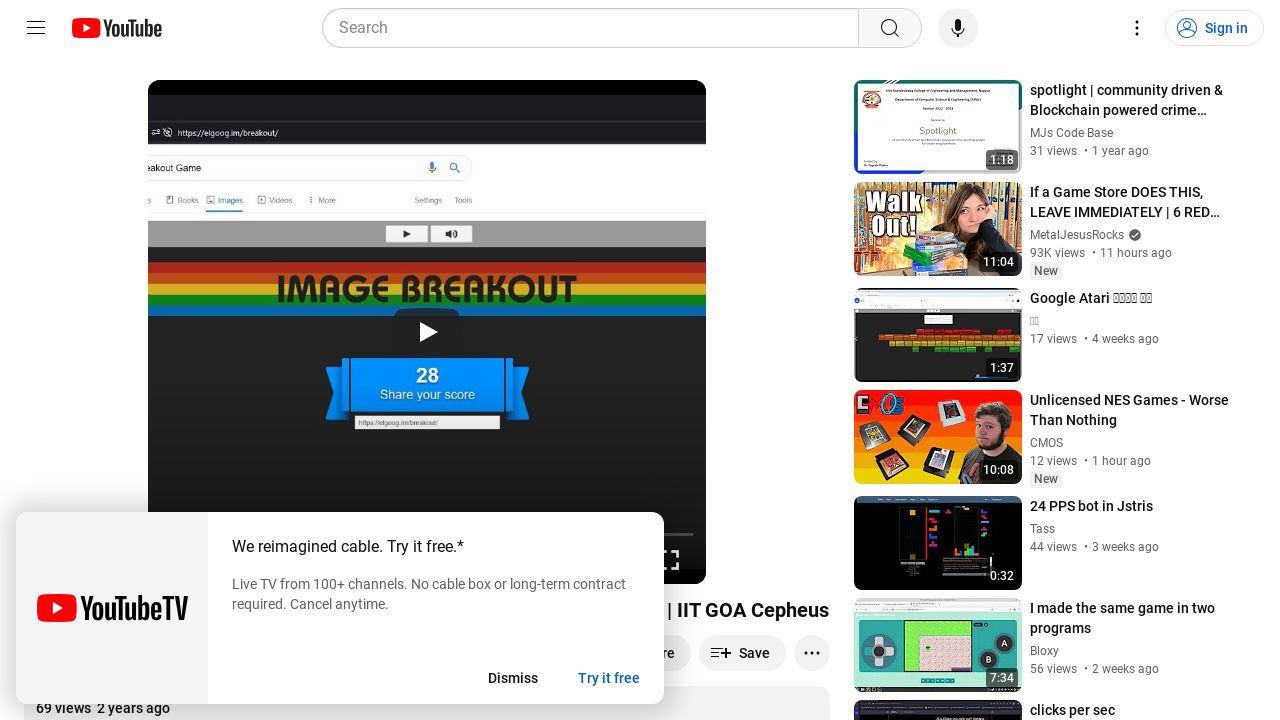 YouTube
Search
Sign in
https://elgoog.im/breakout/
eakout Game
Books
Images
Videos
More
Settings
Tools
IMAGE BREAKOUT
28
Share your score
https://elgoog.im/breakout/
We reimagined cable. Try it free.*
Live TV from 100+ channels. No cable box or long-term contract
required. Cancel anytime.
YouTubeTV
Dismiss
Try it free
| IIT GOA Cepheus
re
Save
69 views 2 years ago
Spotlight
1:18
spotlight | community driven &
Blockchain powered crime…
MJs Code Base
31 views • 1 year ago
Walk
Out!
11:04
If a Game Store DOES THIS,
LEAVE IMMEDIATELY | 6 RED…
MetalJesusRocks
93K views • 11 hours ago
New
1:37
Google Atari
17 views • 4 weeks ago
CMOS
10:08
Unlicensed NES Games - Worse
Than Nothing
CMOS
12 views • 1 hour ago
New
0:32
24 PPS bot in Jstris
Tass
44 views • 3 weeks ago
A
B
7:34
I made the same game in two
programs
Bloxy
56 views • 2 weeks ago
clicks per sec